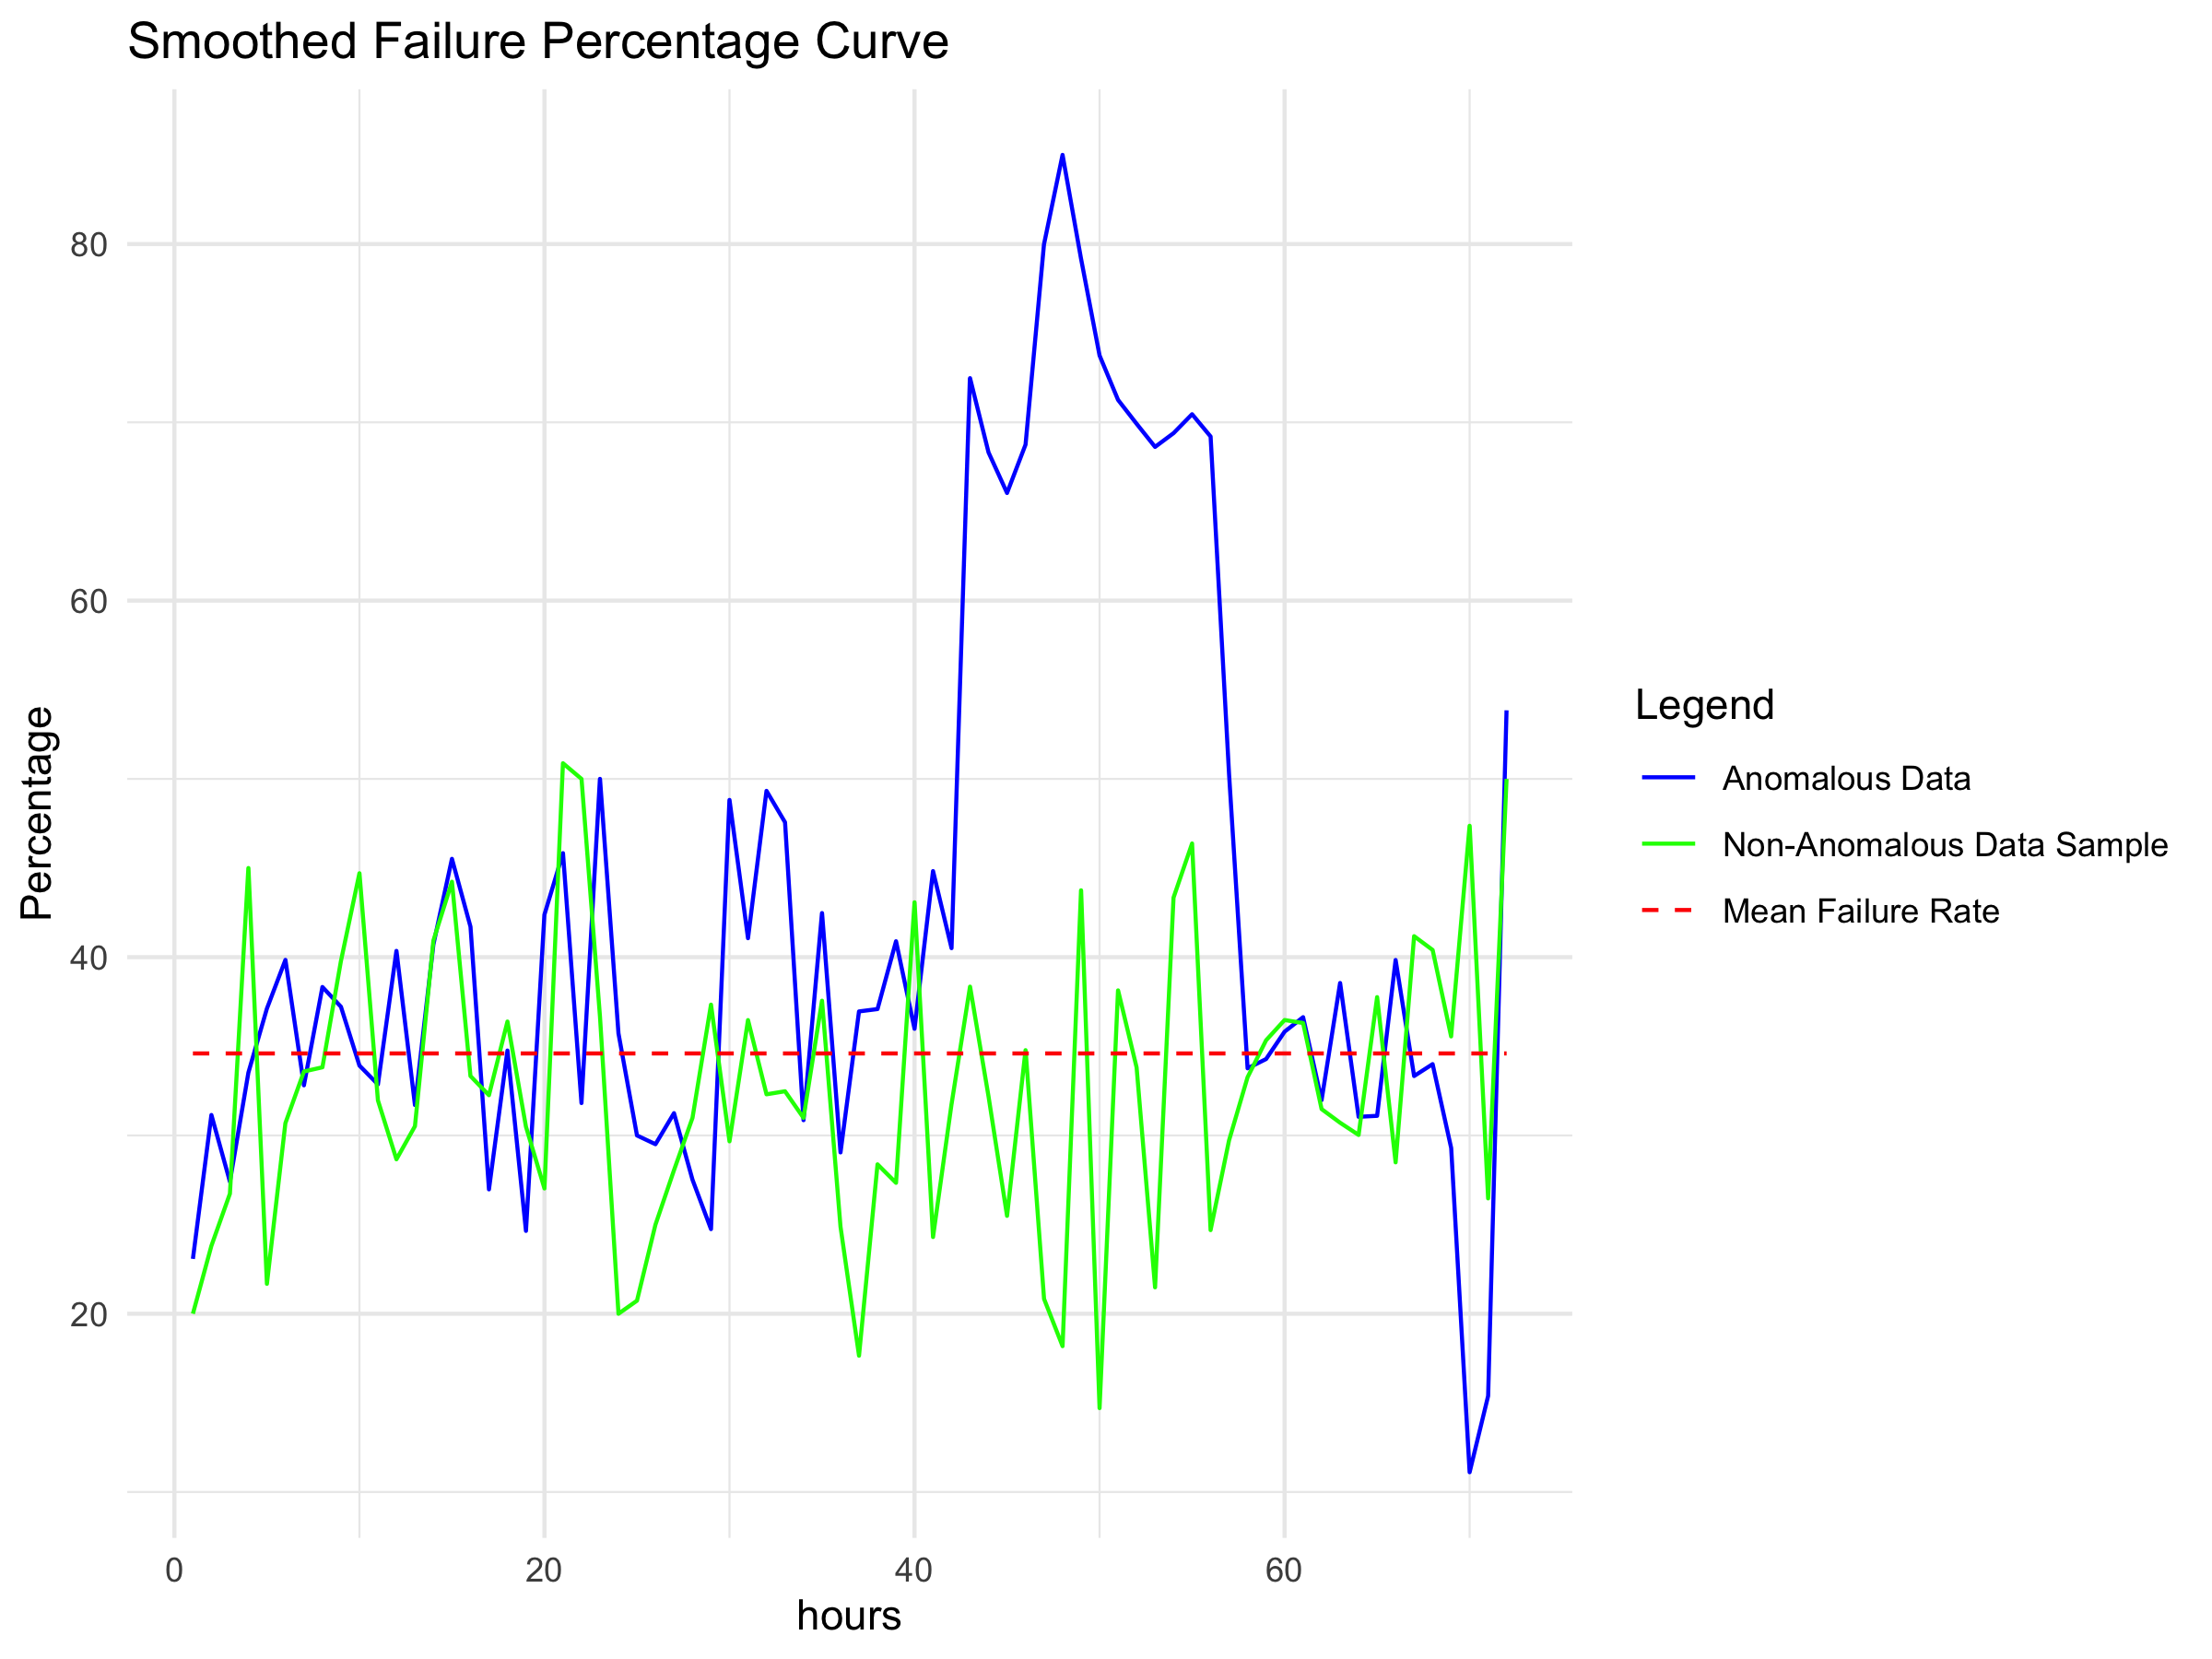 Smoothed Failure Percentage Curve
Percentage
80
60
40
20
0 20 40 60
hours
Legend
Anomalous Data
Non-Anomalous Data Sample
Mean Failure Rate